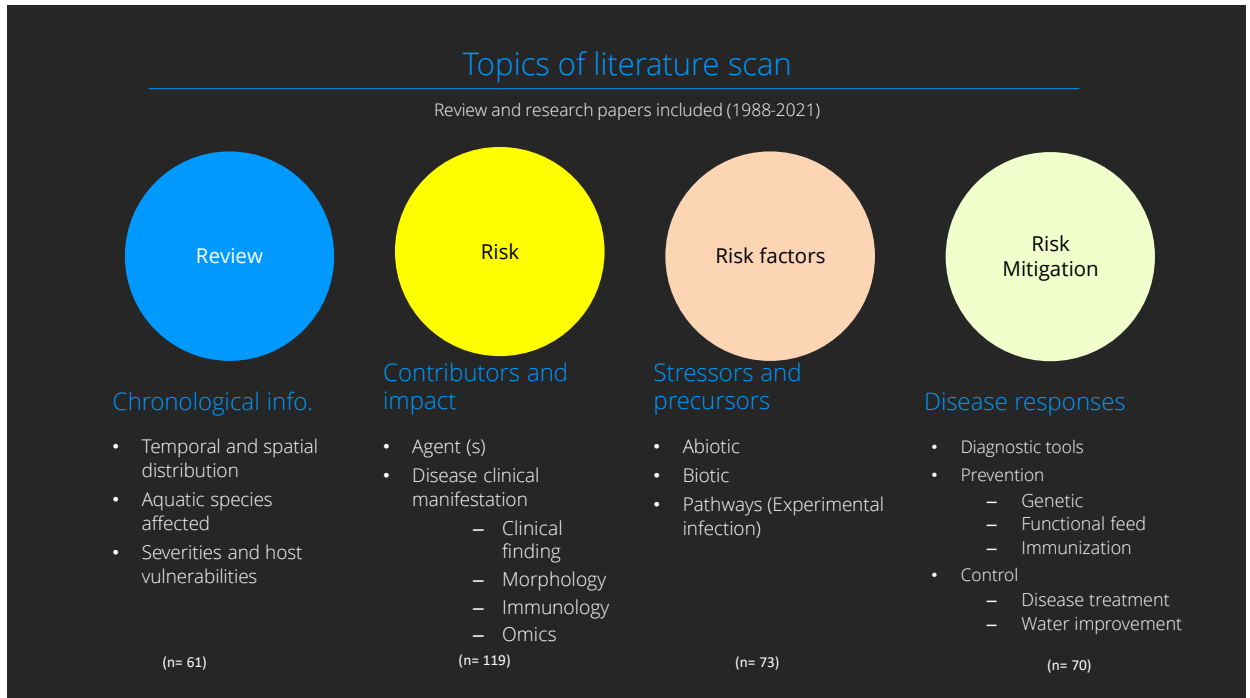 Topics of literature scan
Review and research papers included (1988-2021)
Review
Risk
Risk factors
Risk
Mitigation
Chronological info.
• Temporal and spatial
distribution
• Aquatic species
affected
• Severities and host
vulnerabilities
(n= 61)
Contributors and
impact
• Agent (s)
• Disease clinical
manifestation
– Clinical
finding
– Morphology
– Immunology
– Omics
(n= 119)
Stressors and
precursors
• Abiotic
• Biotic
• Pathways (Experimental
infection)
(n= 73)
Disease responses
• Diagnostic tools
• Prevention
– Genetic
– Functional feed
– Immunization
• Control
– Disease treatment
– Water improvement
(n= 70)